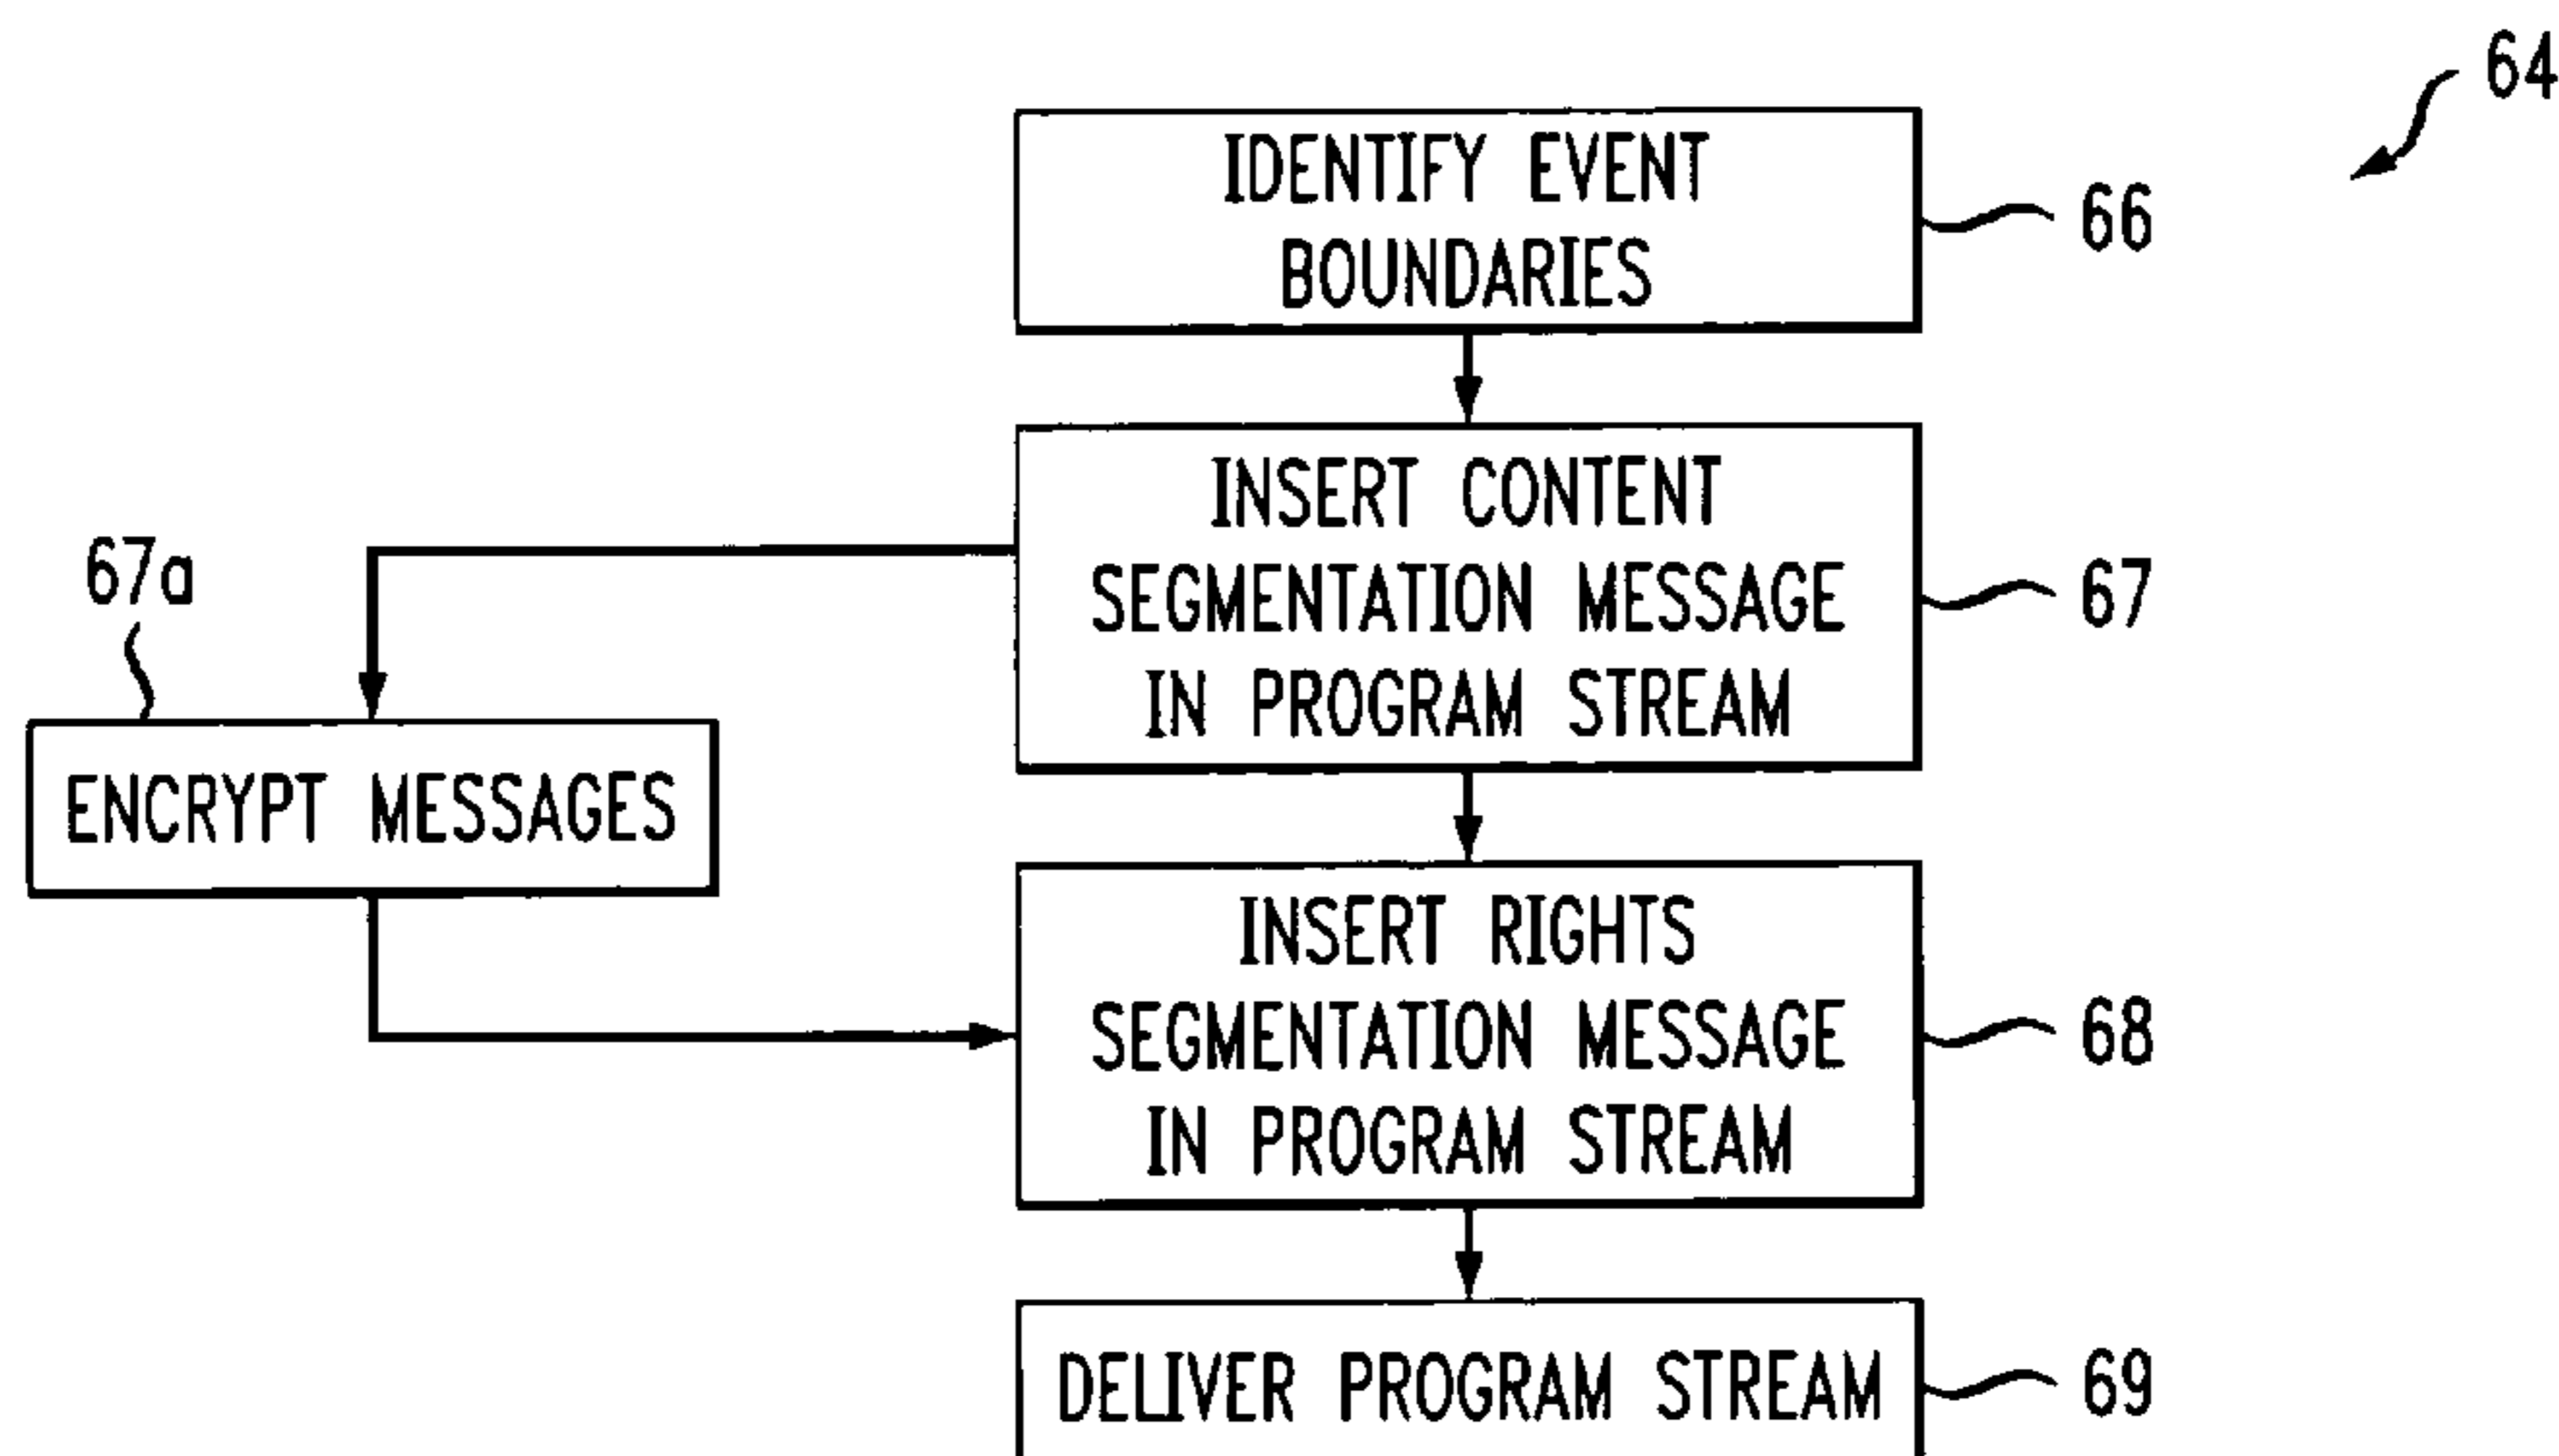 64
IDENTIFY EVENT
BOUNDARIES
66
INSERT CONTENT
SEGMENTATION MESSAGE
IN PROGRAM STREAM
67
67a
ENCRYPT MESSAGES
INSERT RIGHTS
SEGMENTATION MESSAGE
IN PROGRAM STREAM
68
DELIVER PROGRAM STREAM
69